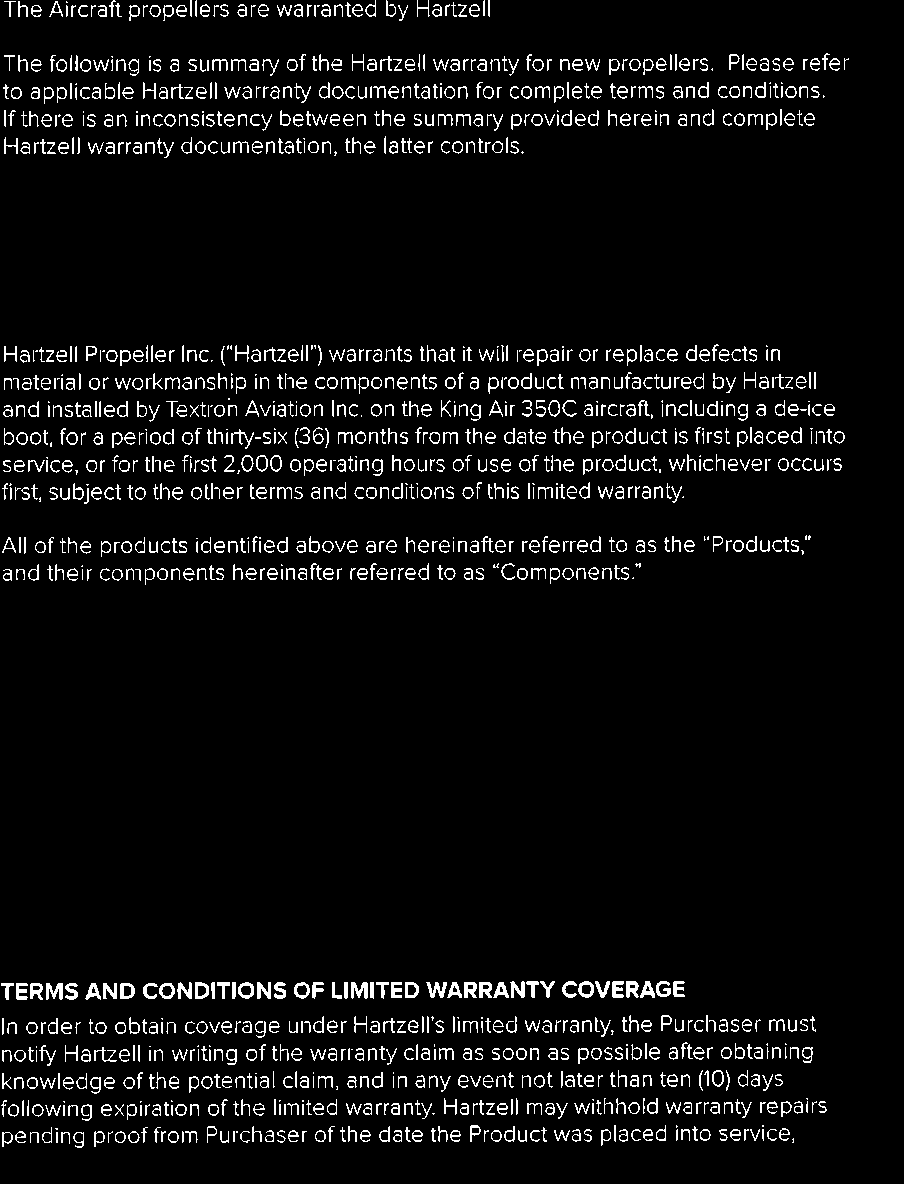 The Aircraft propellers are warranted by Hartzell
The following is a summary of the Hartzell warranty for new propellers. Please refer
to applicable Hartzell warranty documentation for complete terms and conditions.
If there is an inconsistency between the summary provided herein and complete
Hartzell warranty documentation, the latter controls.
Hartzell Propeller Inc. ("Hartzell") warrants that it will repair or replace defects in
material or workmanship in the components of a product manufactured by Hartzell
and installed by Textron Aviation Inc. on the King Air 350C aircraft, including a de-ice
boot, for a period of thirty-six (36) months from the date the product is first placed into
service, or for the first 2,000 operating hours of use of the product, whichever occurs
first, subject to the other terms and conditions of this limited warranty.
All of the products identified above are hereinafter referred to as the “Products,”
and their components hereinafter referred to as “Components.”
TERMS AND CONDITIONS OF LIMITED WARRANTY COVERAGE
In order to obtain coverage under Hartzell's limited warranty, the Purchaser must
notify Hartzell in writing of the warranty claim as soon as possible after obtaining
knowledge of the potential claim, and in any event not later than ten (10) days
following expiration of the limited warranty. Hartzell may withhold warranty repairs
pending proof from Purchaser of the date the Product was placed into service,